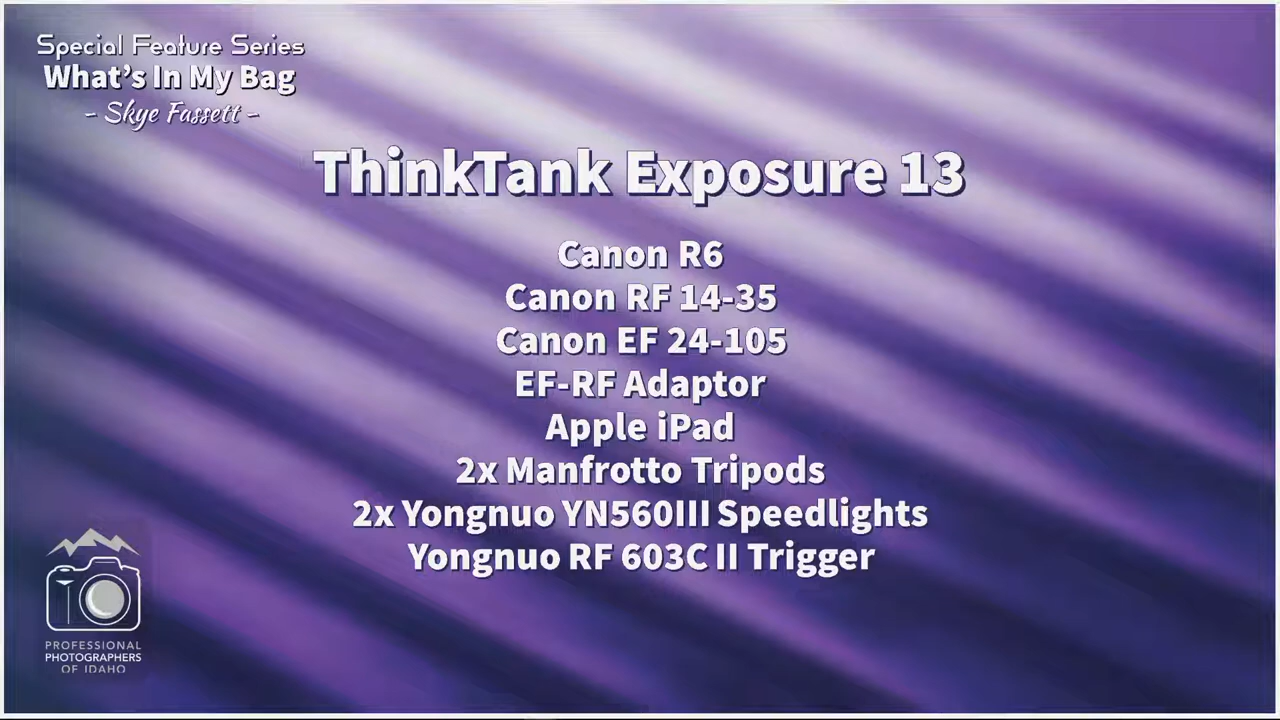 Special Feature Series
What's In My Bag
- Skye Fassett -
ThinkTank Exposure 13
Canon R6
Canon RF 14-35
Canon EF 24-105
EF-RF Adaptor
Apple iPad
2x Manfrotto Tripods
2x Yongnuo YN560III Speedlights
Yongnuo RF 603C II Trigger
PROFESSIONAL
PHOTOGRAPHERS
OF IDAHO